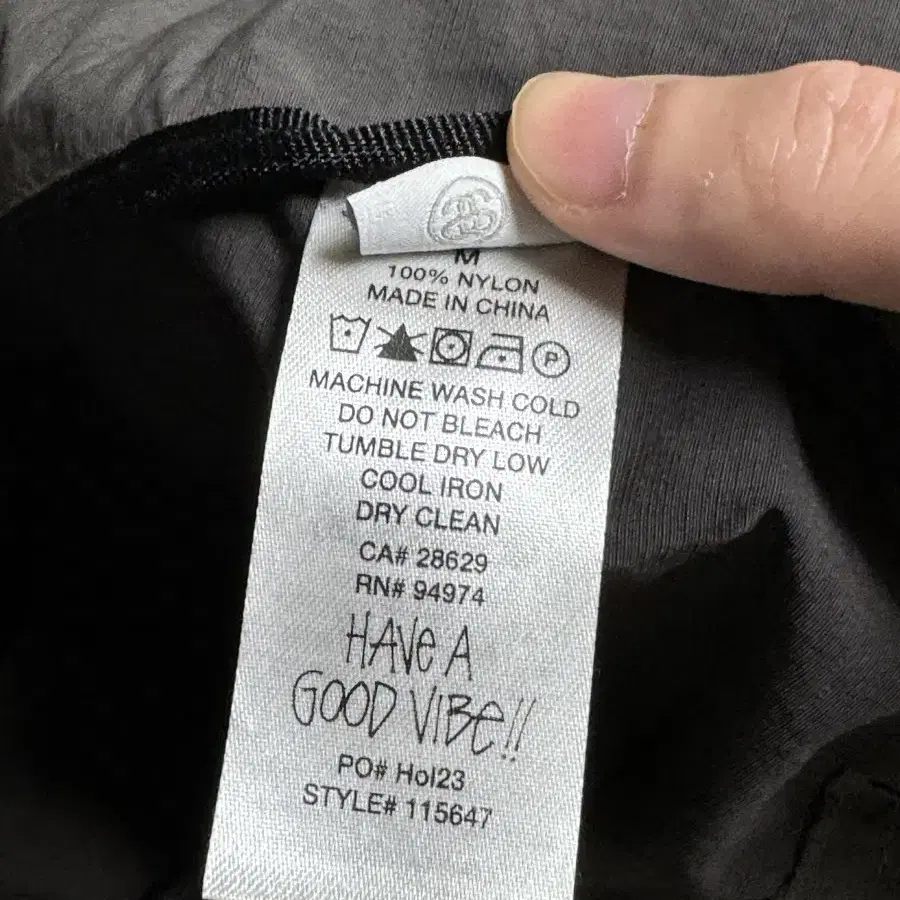 M
100% NYLON
MADE IN CHINA
P
MACHINE WASH COLD
DO NOT BLEACH
TUMBLE DRY LOW
COOL IRON
DRY CLEAN
CA# 28629
RN# 94974
HAVE A
GOOD VIBE!!
PO# Hol23
STYLE# 115647